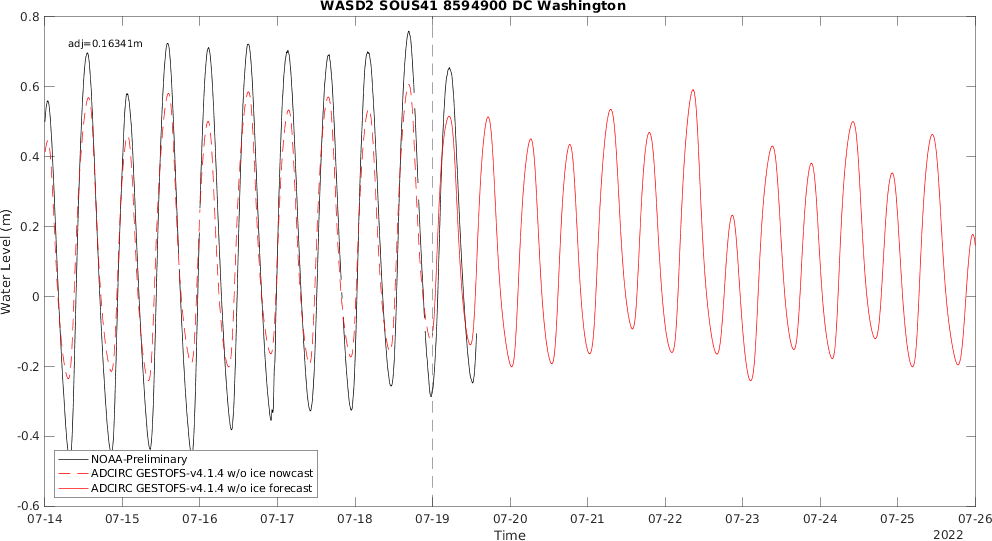 WASD2 SOUS41 8594900 DC Washington
adj=0.16341m
0.8
0.6
0.4
0.2
0
-0.2
-0.4
-0.6
Water Level (m)
NOAA-Preliminary
ADCIRC GESTOFS-v4.1.4 w/o ice nowcast
ADCIRC GESTOFS-v4.1.4 w/o ice forecast
07-14 07-15 07-16 07-17 07-18 07-19 07-20 07-21 07-22 07-23 07-24 07-25 07-26
Time
2022